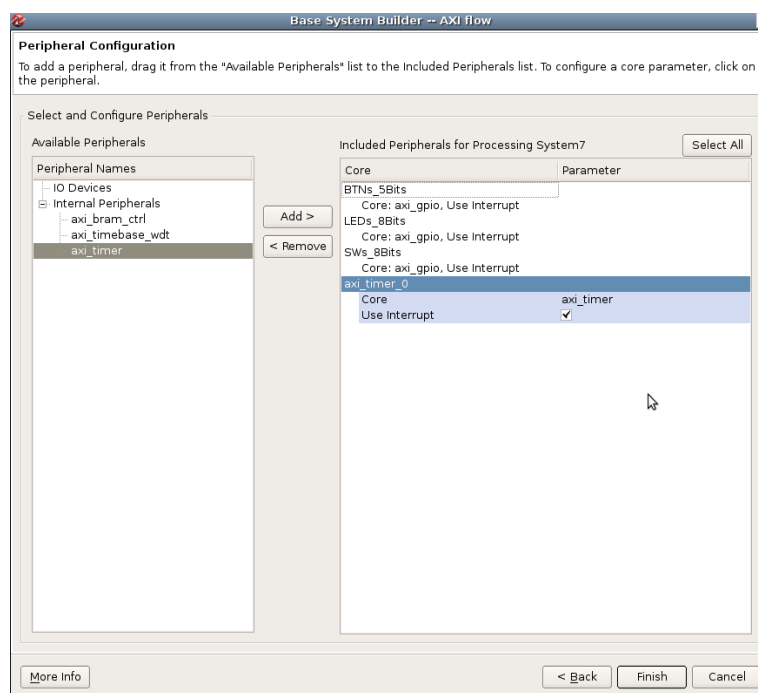 Base System Builder -- AXI flow
Peripheral Configuration
To add a peripheral, drag it from the "Available Peripherals" list to the Included Peripherals list. To configure a core parameter, click on
the peripheral.
Select and Configure Peripherals
Available Peripherals
Peripheral Names
IO Devices
Internal Peripherals
axi_bram_ctrl
axi_timebase_wdt
axi_timer
Add >
< Remove
Included Peripherals for Processing System7
Select All
Core Parameter
BTNs_5Bits
Core: axi_gpio, Use Interrupt
LEDs_8Bits
Core: axi_gpio, Use Interrupt
SWs_8Bits
Core: axi_gpio, Use Interrupt
axi_timer_0
Core axi_timer
Use Interrupt
More Info
< Back
Finish
Cancel